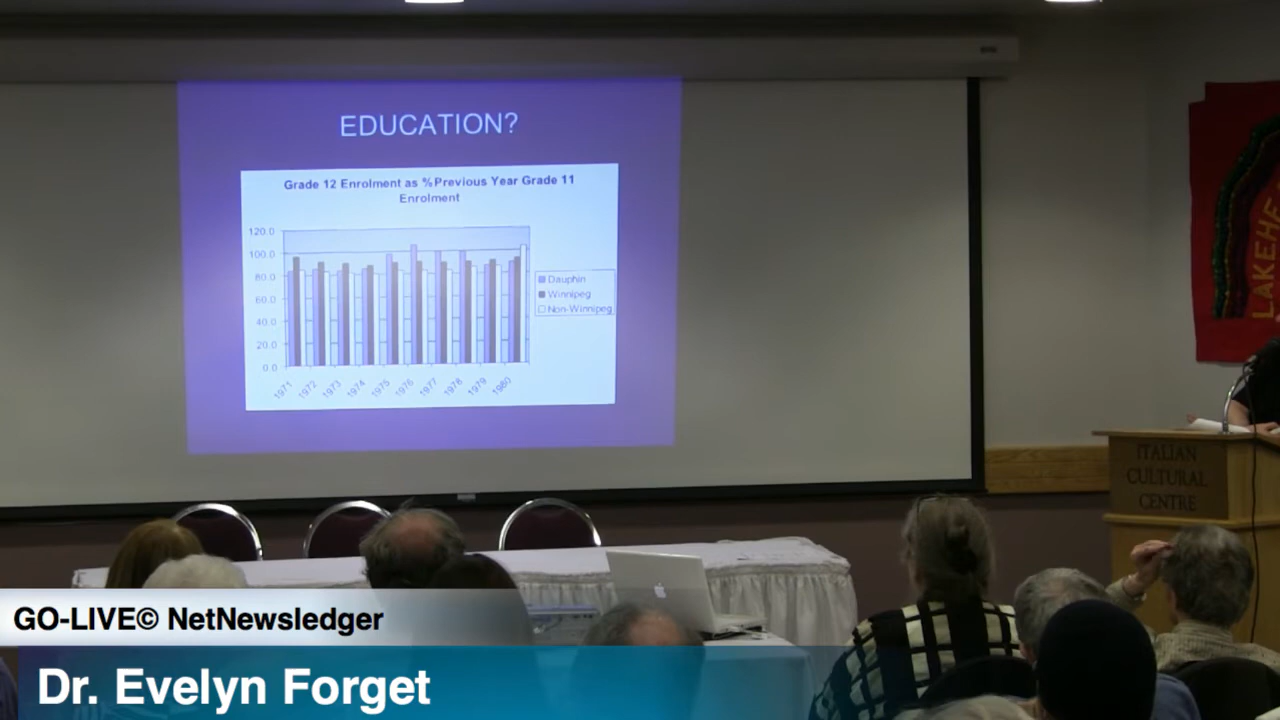 EDUCATION?
Grade 12 Enrolment as %Previous Year Grade 11
Enrolment
120.0
100.0
80.0
60.0
40.0
20.0
0.0
Dauphin
Winnipeg
Non-Winnipeg
1971 1972 1973 1974 1975 1976 1977 1978 1979 1980
LAKEHE
ITALIAN
CULTURAL
CENTRE
GO-LIVE© NetNewsledger
Dr. Evelyn Forget